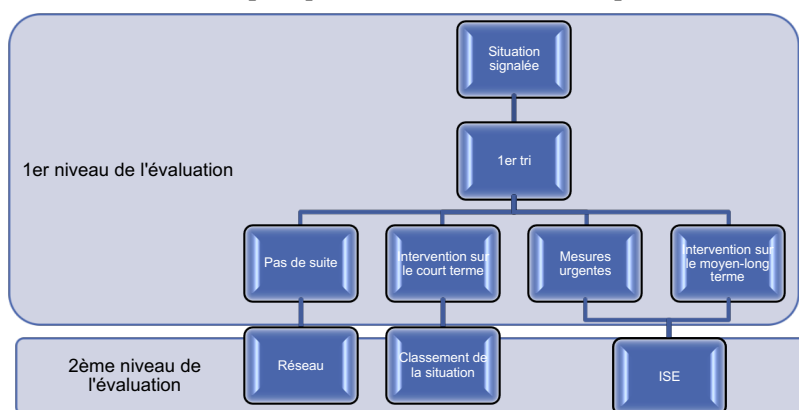 Situation
signalée
1er tri
1er niveau de l'évaluation
Pas de suite
Intervention sur
le court terme
Mesures
urgentes
Intervention sur
le moyen-long
terme
2ème niveau de
l'évaluation
Réseau
Classement de
la situation
ISE